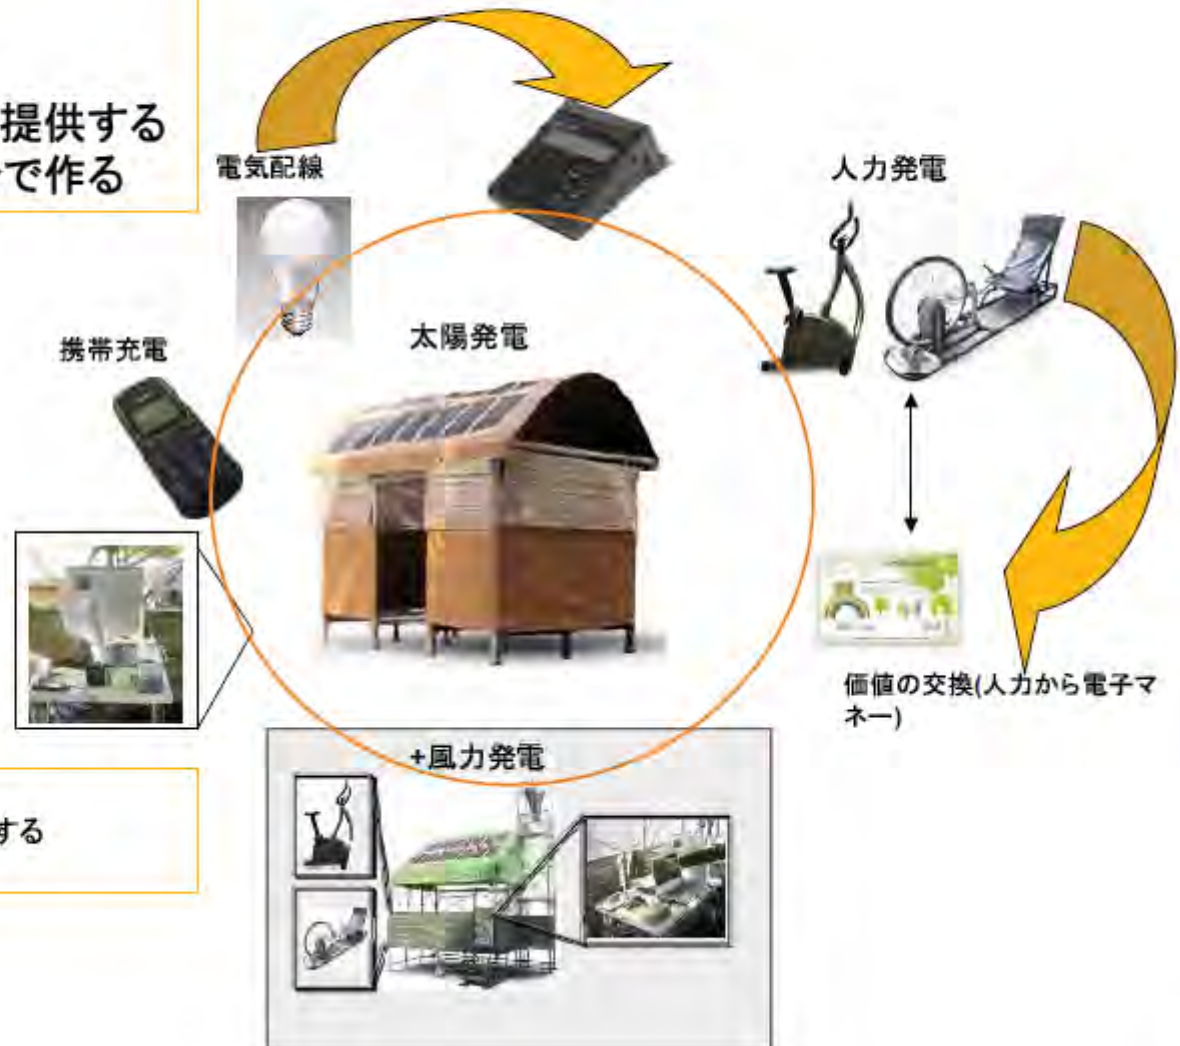 提供する
で作る
電気配線
人力発電
太陽発電
携帯充電
価値の交換(人力から電子マ
ネー)
+風力発電
する